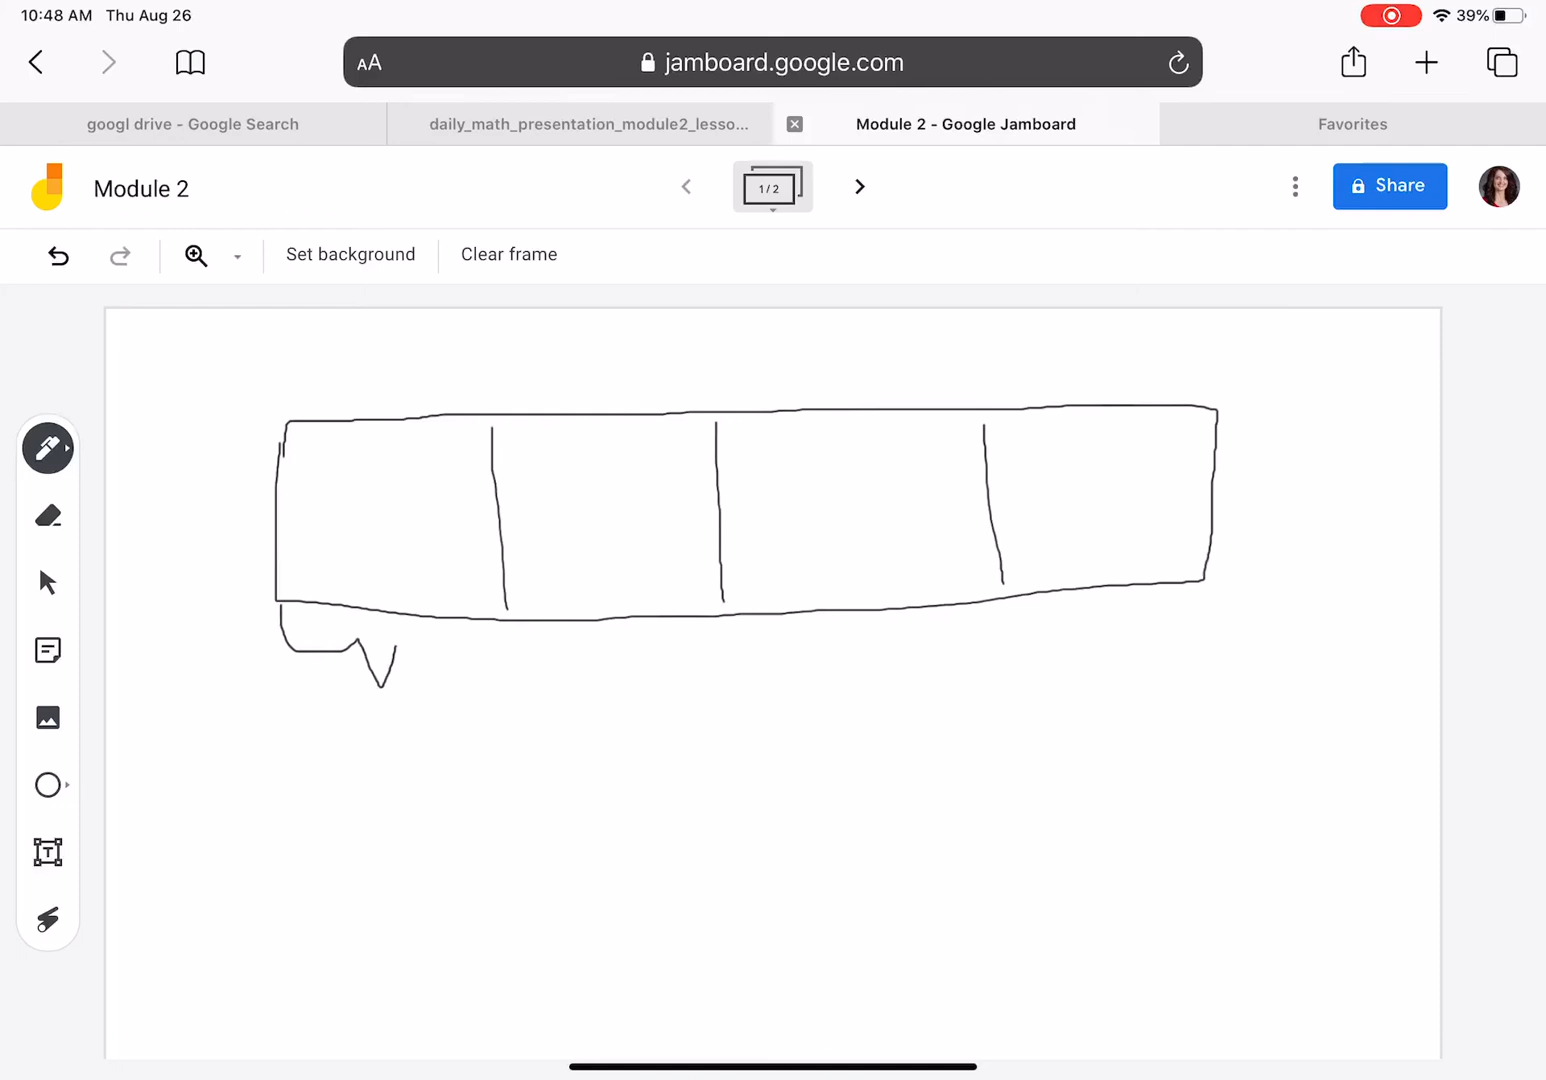 10:48 AM Thu Aug 26
39%
AA jamboard.google.com
googl drive - Google Search
daily_math_presentation_module2_lesso...
Module 2 - Google Jamboard
Favorites
Module 2
1 / 2
Share
Set background
Clear frame
T